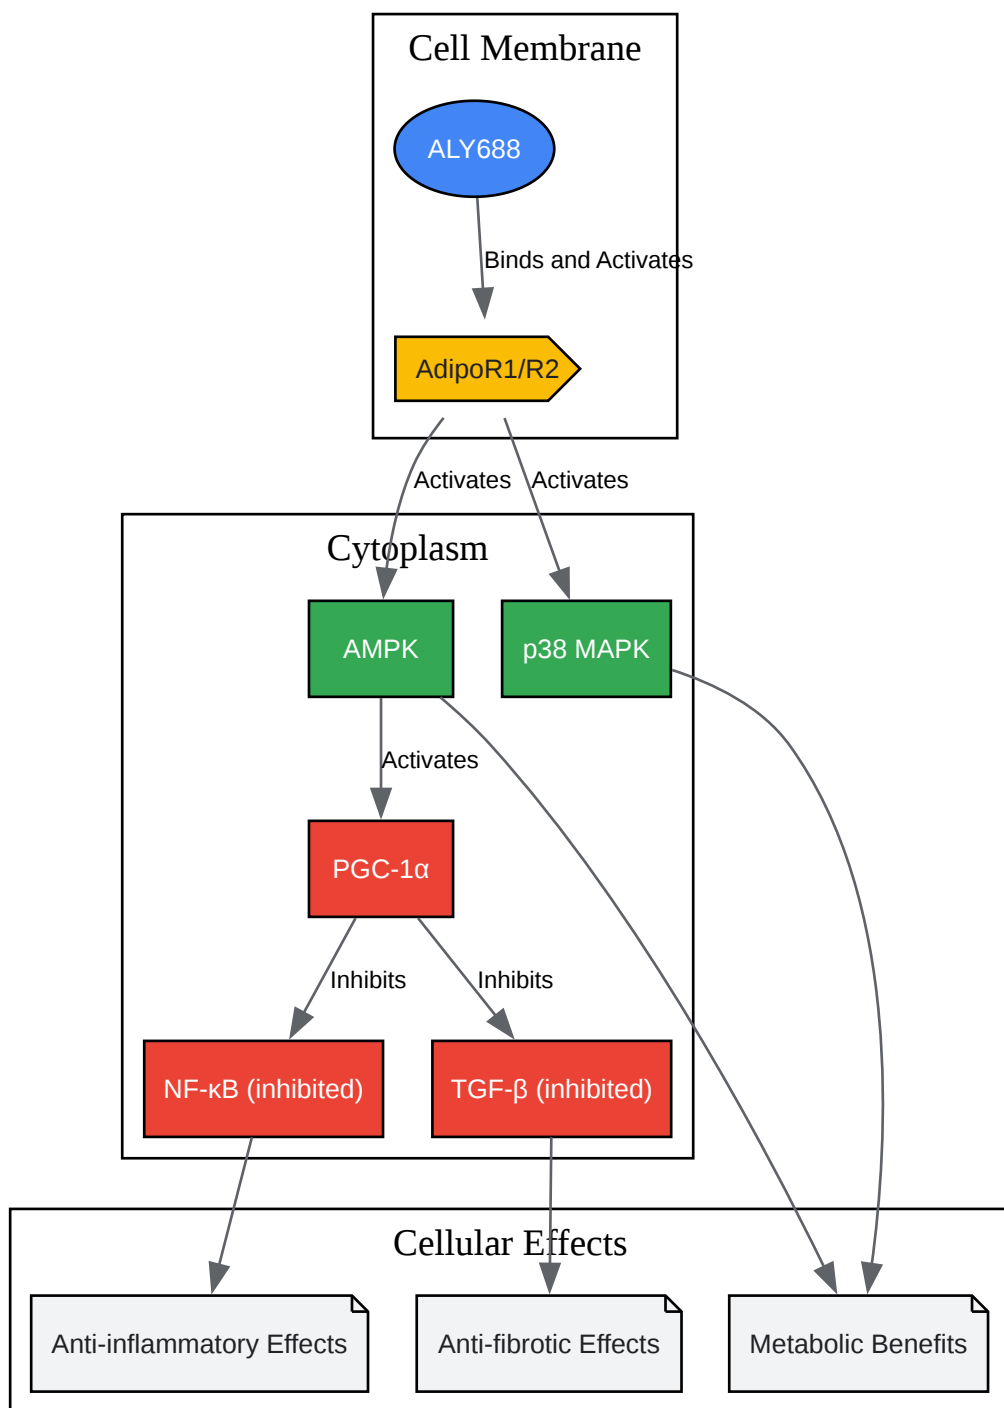 Cell Membrane
ALY688
Binds and Activates
AdipoR1/R2
Activates
Activates
Cytoplasm
AMPK
p38 MAPK
Activates
PGC-1α
Inhibits
Inhibits
NF-κB (inhibited)
TGF-β (inhibited)
Cellular Effects
Anti-inflammatory Effects
Anti-fibrotic Effects
Metabolic Benefits